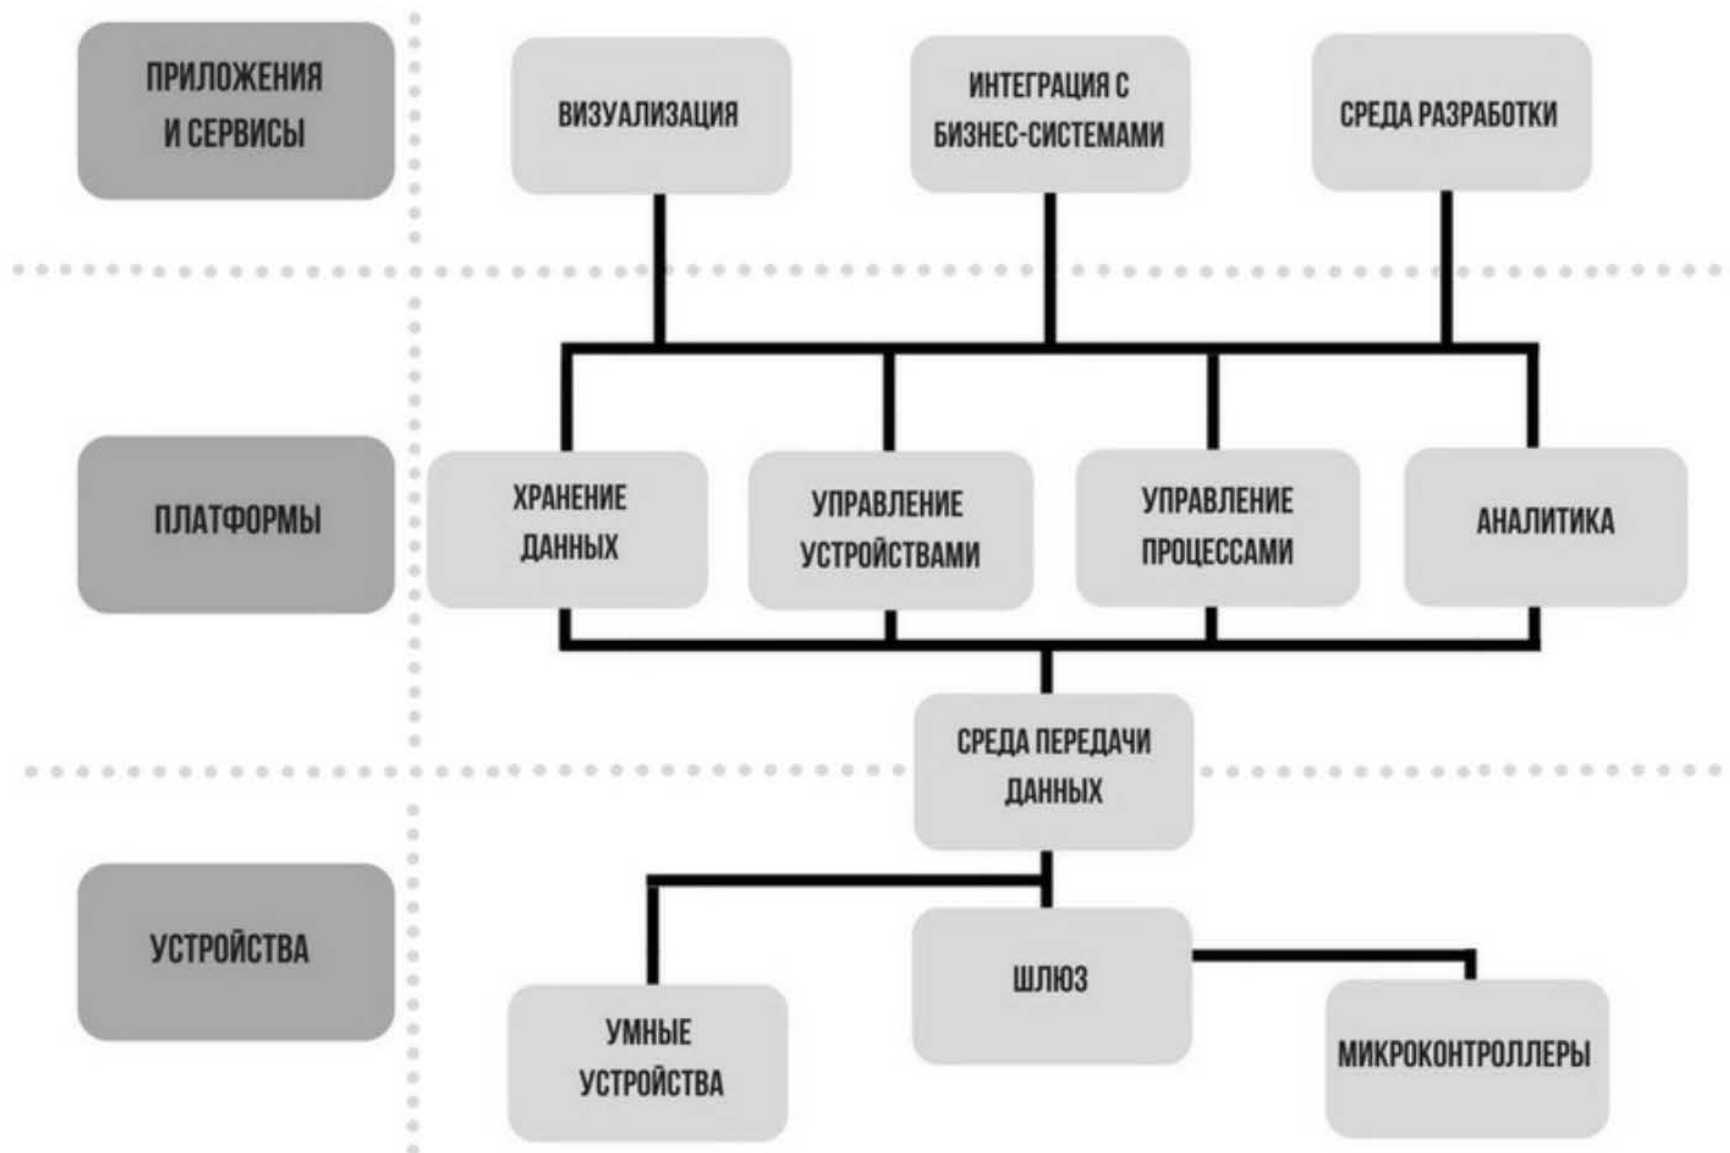 ПРИЛОЖЕНИЯ
И СЕРВИСЫ
ВИЗУАЛИЗАЦИЯ
ИНТЕГРАЦИЯ С
БИЗНЕС-СИСТЕМАМИ
СРЕДА РАЗРАБОТКИ
ПЛАТФОРМЫ
ХРАНЕНИЕ
ДАННЫХ
УПРАВЛЕНИЕ
УСТРОЙСТВАМИ
УПРАВЛЕНИЕ
ПРОЦЕССАМИ
АНАЛИТИКА
СРЕДА ПЕРЕДАЧИ
ДАННЫХ
УСТРОЙСТВА
УМНЫЕ
УСТРОЙСТВА
ШЛЮЗ
МИКРОКОНТРОЛЛЕРЫ